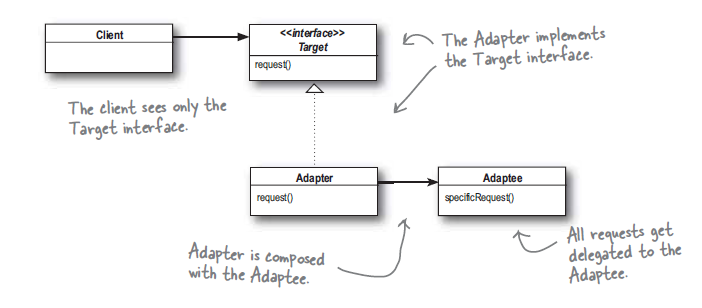 Client
<<interface>>
Target
request()
The Adapter implements
the Target interface.
The client sees only the
Target interface.
Adapter
request()
Adaptee
specificRequest()
Adapter is composed
with the Adaptee.
All requests get
delegated to the
Adaptee.